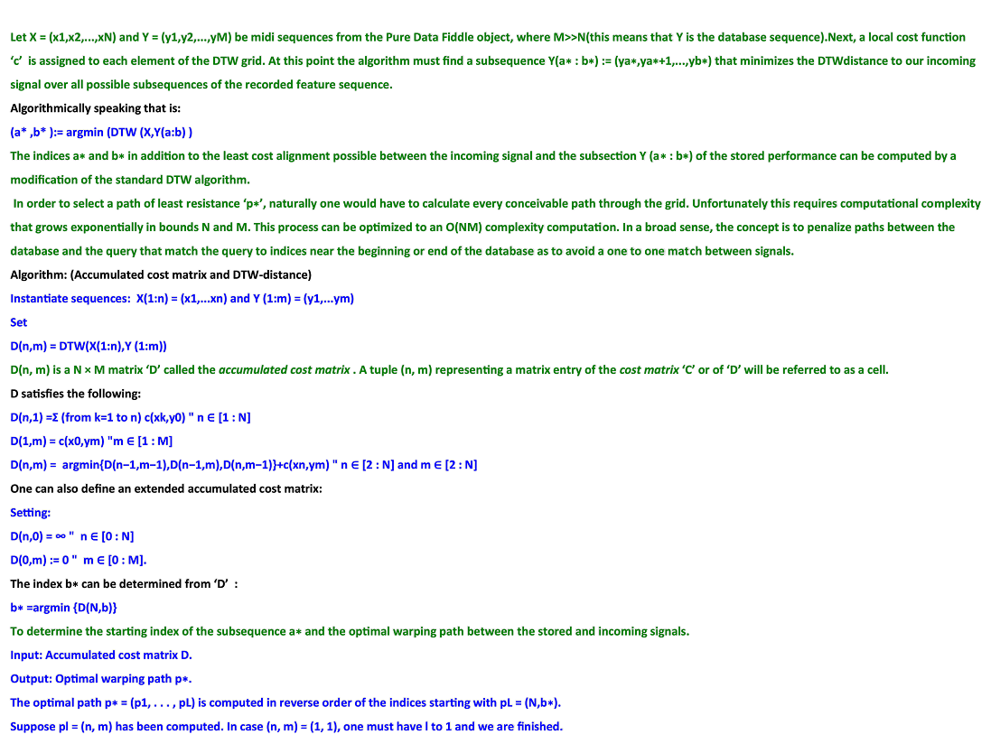 Let X = (x1,x2,...,xN) and Y = (y1,y2,...,yM) be midi sequences from the Pure Data Fiddle object, where M>>N(this means that Y is the database sequence).Next, a local cost function
‘c’  is assigned to each element of the DTW grid. At this point the algorithm must find a subsequence Y(a∗ : b∗) := (ya∗,ya∗+1,...,yb∗) that minimizes the DTWdistance to our incoming
signal over all possible subsequences of the recorded feature sequence.
Algorithmically speaking that is:
(a* ,b* ):= argmin (DTW (X,Y(a:b) )
The indices a∗ and b∗ in addition to the least cost alignment possible between the incoming signal and the subsection Y (a∗ : b∗) of the stored performance can be computed by a
modification of the standard DTW algorithm.
In order to select a path of least resistance ‘p∗’, naturally one would have to calculate every conceivable path through the grid. Unfortunately this requires computational complexity
that grows exponentially in bounds N and M. This process can be optimized to an O(NM) complexity computation. In a broad sense, the concept is to penalize paths between the
database and the query that match the query to indices near the beginning or end of the database as to avoid a one to one match between signals.
Algorithm: (Accumulated cost matrix and DTW-distance)
Instantiate sequences:  X(1:n) = (x1,...xn) and Y (1:m) = (y1,...ym)
Set
D(n,m) = DTW(X(1:n),Y (1:m))
D(n, m) is a N × M matrix ‘D’ called the accumulated cost matrix . A tuple (n, m) representing a matrix entry of the cost matrix ‘C’ or of ‘D’ will be referred to as a cell.
D satisfies the following:
D(n,1) =Σ (from k=1 to n) c(xk,y0) " n ∈ [1 : N]
D(1,m) = c(x0,ym) "m ∈ [1 : M]
D(n,m) =  argmin{D(n−1,m−1),D(n−1,m),D(n,m−1)}+c(xn,ym) " n ∈ [2 : N] and m ∈ [2 : N]
One can also define an extended accumulated cost matrix:
Setting:
D(n,0) = ∞ "  n ∈ [0 : N]
D(0,m) := 0 "  m ∈ [0 : M].
The index b∗ can be determined from ‘D’  :
b∗ =argmin {D(N,b)}
To determine the starting index of the subsequence a∗ and the optimal warping path between the stored and incoming signals.
Input: Accumulated cost matrix D.
Output: Optimal warping path p∗.
The optimal path p∗ = (p1, . . . , pL) is computed in reverse order of the indices starting with pL = (N,b∗).
Suppose pl = (n, m) has been computed. In case (n, m) = (1, 1), one must have l to 1 and we are finished.